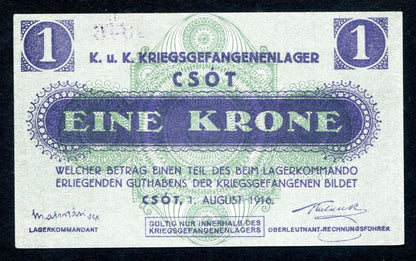 1 1
K. u. K. KRIEGSGEFANGENENLAGER
CSÓT
EINE KRONE
WELCHER BETRAG EINEN TEIL DES BEIM LAGERKOMMANDO
ERLIEGENDEN GUTHABENS DER KRIEGSGEFANGENEN BILDET
CSÓT, 1. AUGUST 1916.
LAGERKOMMANDANT
GÜLTIG NUR INNERHALB DES
KRIEGSGEFANGENENLAGERS
OBERLEUTNANT-RECHNUNGSFÜHRER